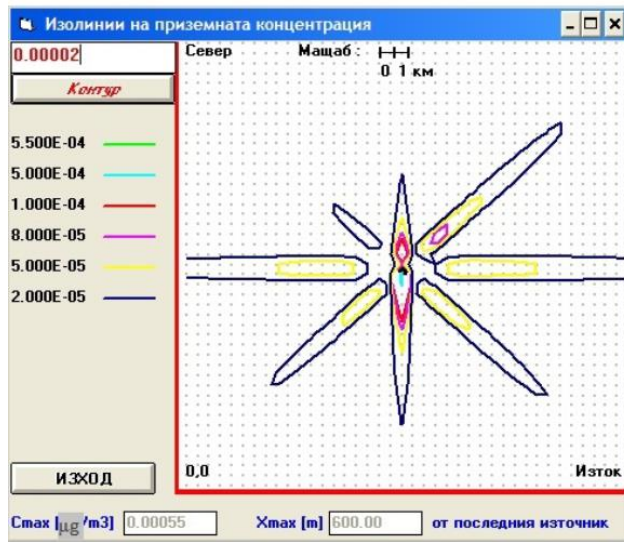 Изолинии на приземната концентрация
0.00002
Контур
5.500E-04
5.000E-04
1.000E-04
8.000E-05
5.000E-05
2.000E-05
ИЗХОД
Север
Мащаб :
0 1 км
0,0
Изток
Cmax [µg/m3] 0.00055 Xmax [m] 600.00 от последния източник